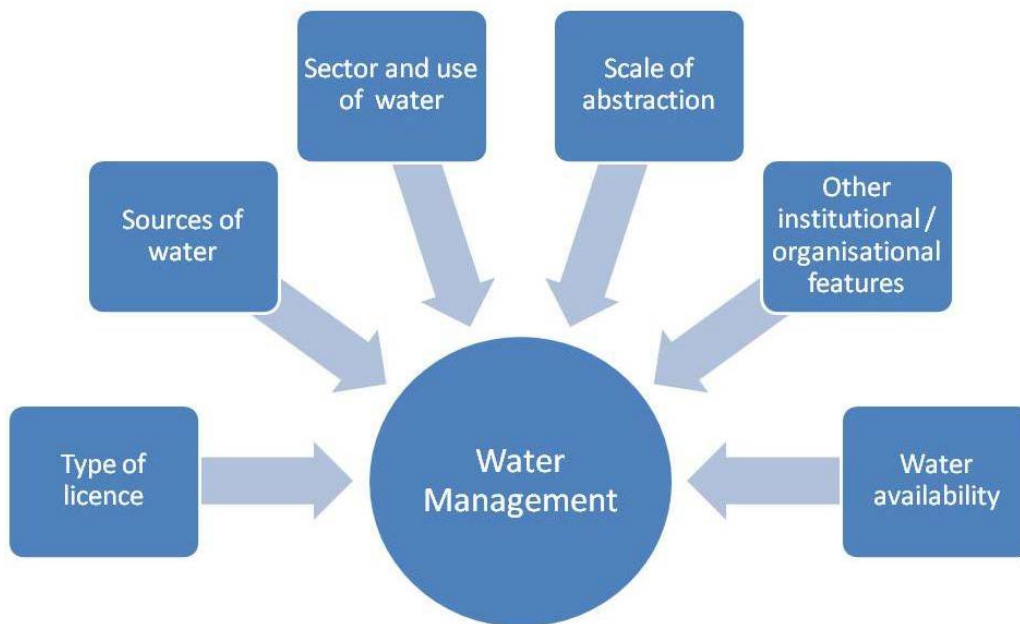 Sector and use
of water
Scale of
abstraction
Sources of
water
Other
institutional /
organisational
features
Type of
licence
Water
Management
Water
availability